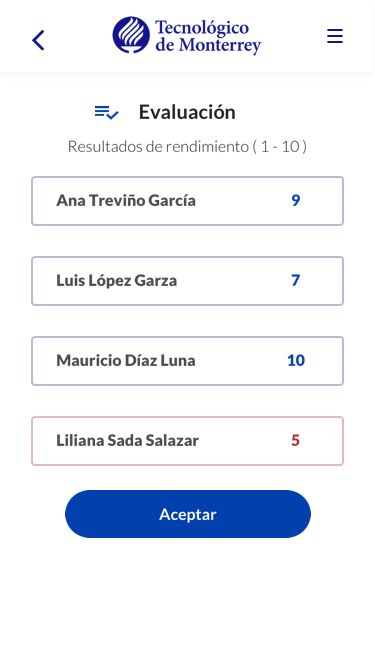 Tecnológico
de Monterrey
Evaluación
Resultados de rendimiento ( 1 - 10 )
Ana Treviño García 9
Luis López Garza 7
Mauricio Díaz Luna 10
Liliana Sada Salazar 5
Aceptar